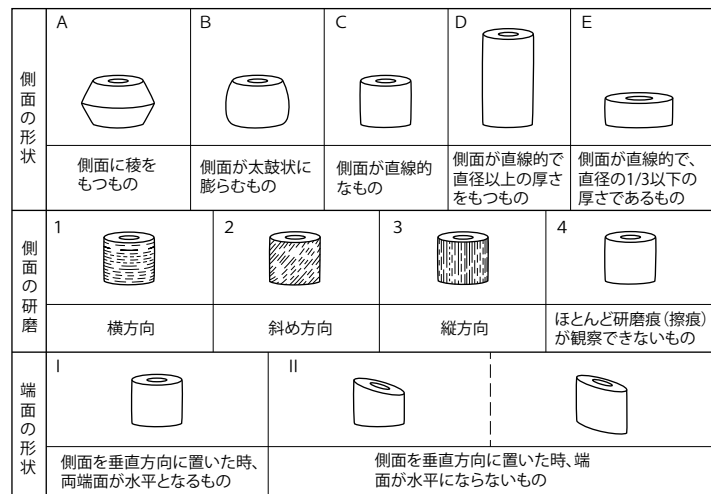 側面の形状
A
B
C
D
E
側面に稜を
もつもの
側面が太鼓状に
膨らむもの
側面が直線的
なもの
側面が直線的で
直径以上の厚さ
をもつもの
側面が直線的で、
直径の1/3以下の
厚さであるもの
側面の研磨
1
2
3
4
横方向
斜め方向
縦方向
ほとんど研磨痕(擦痕)
が観察できないもの
端面の形状
I
II
側面を垂直方向に置いた時、
両端面が水平となるもの
側面を垂直方向に置いた時、端
面が水平にならないもの